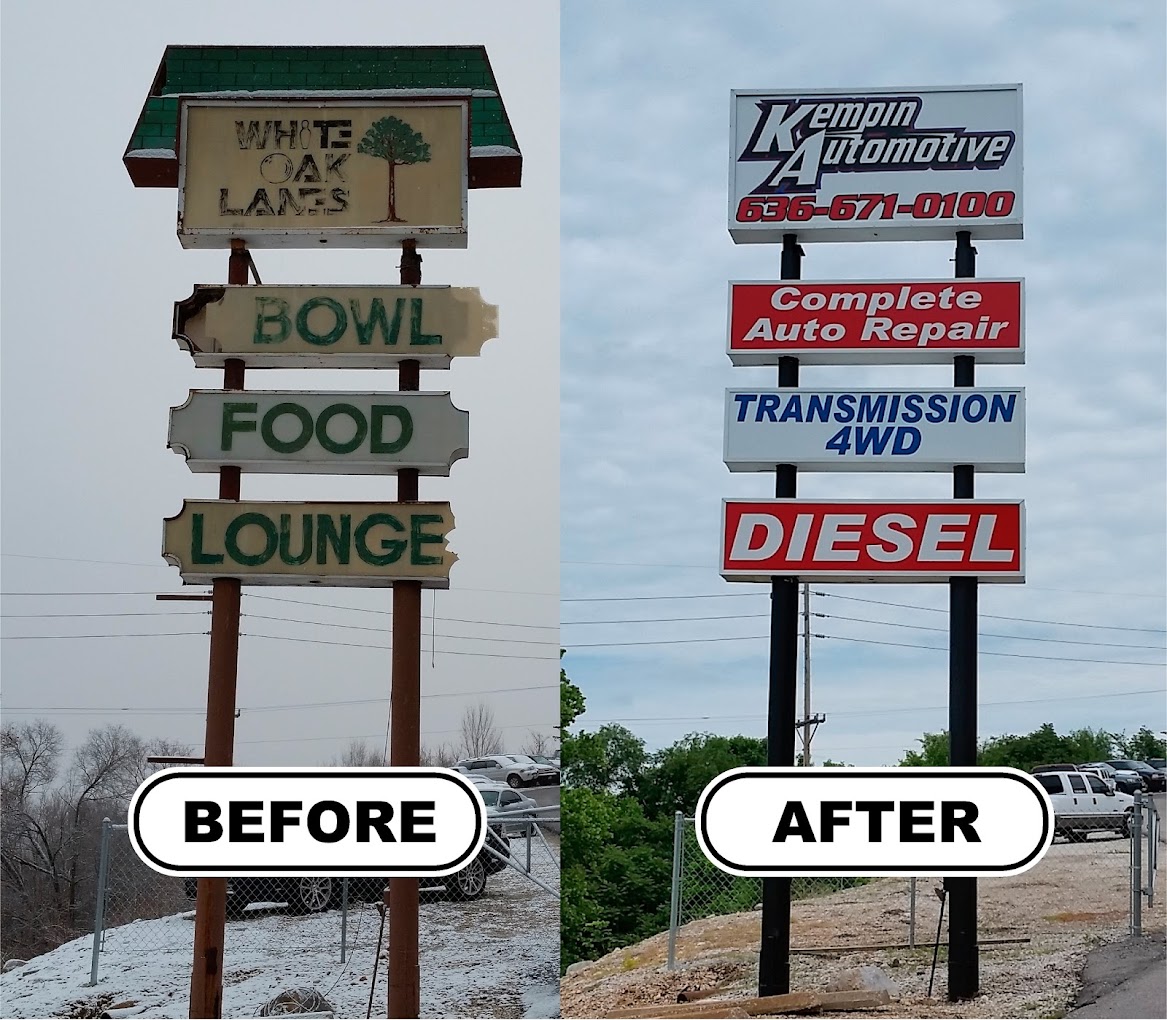 WHITE
OAK
LANES
BOWL
FOOD
LOUNGE
BEFORE
Kempin
Automotive
636-671-0100
Complete
Auto Repair
TRANSMISSION
4WD
DIESEL
AFTER